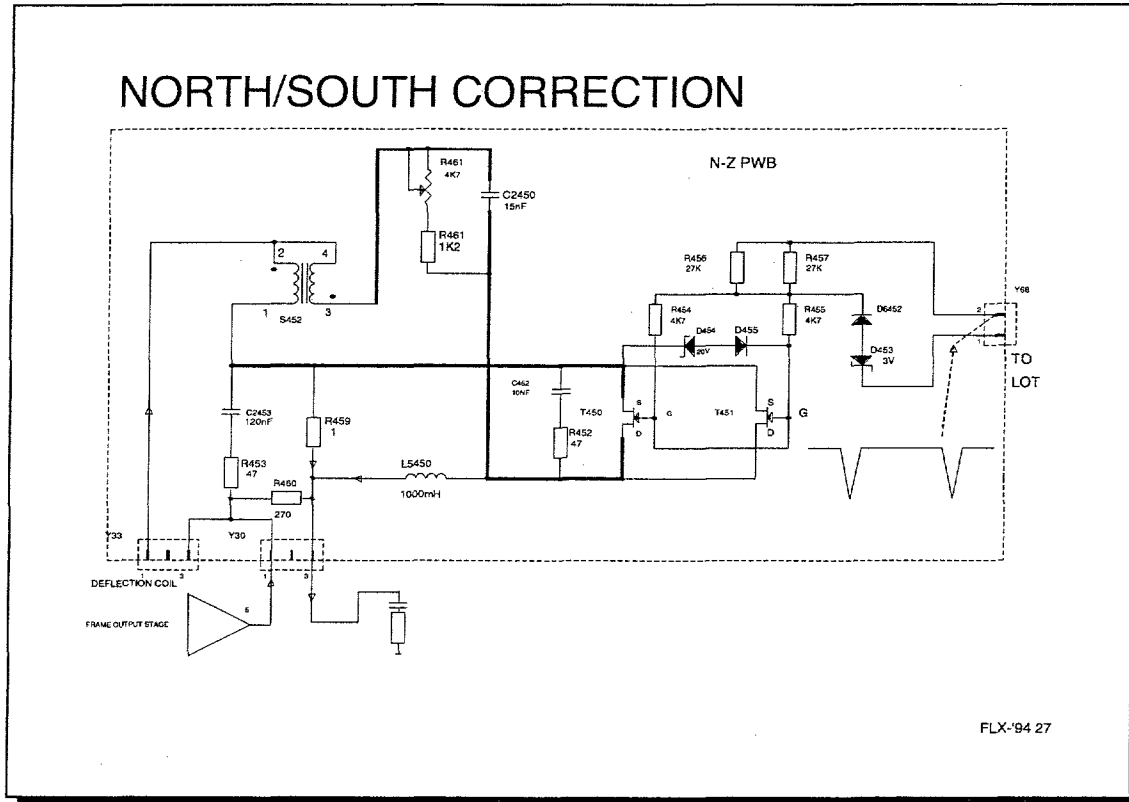 NORTH/SOUTH CORRECTION
N-Z PWB
R461
4K7
C2450
15nF
R461
1K2
2 4
1 3
S452
R456
27K
R457
27K
Y68
2
1
TO
LOT
R454
4K7
R455
4K7
D6452
D453
3V
D454
20V
D455
C2453
120nF
R459
1
C452
10NF
T450
S
G
D
T451
S
G
D
R452
47
R453
47
R460
270
L5450
1000mH
Y33
Y30
1 3
1 3
DEFLECTION COIL
FRAME OUTPUT STAGE
5
FLX-'94 27